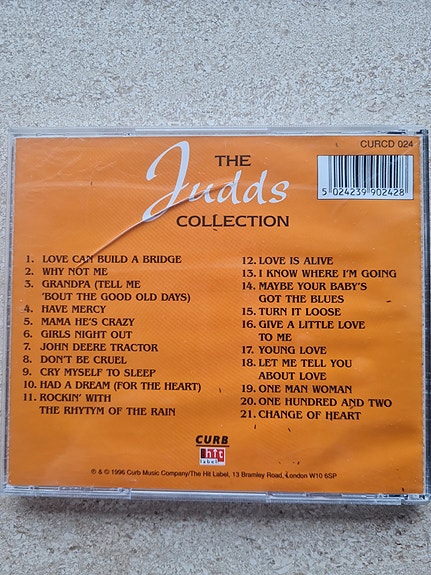 CURCD 024
THE
Judds
COLLECTION
5 024239 902428
1. LOVE CAN BUILD A BRIDGE
2. WHY NOT ME
3. GRANDPA (TELL ME
'BOUT THE GOOD OLD DAYS)
4. HAVE MERCY
5. MAMA HE'S CRAZY
6. GIRLS NIGHT OUT
7. JOHN DEERE TRACTOR
8. DON'T BE CRUEL
9. CRY MYSELF TO SLEEP
10. HAD A DREAM (FOR THE HEART)
11. ROCKIN' WITH
THE RHYTYM OF THE RAIN
12. LOVE IS ALIVE
13. I KNOW WHERE I'M GOING
14. MAYBE YOUR BABY'S
GOT THE BLUES
15. TURN IT LOOSE
16. GIVE A LITTLE LOVE
TO ME
17. YOUNG LOVE
18. LET ME TELL YOU
ABOUT LOVE
19. ONE MAN WOMAN
20. ONE HUNDRED AND TWO
21. CHANGE OF HEART
CURB
the hit
label
℗ & © 1996 Curb Music Company/The Hit Label, 13 Bramley Road, London W10 6SP